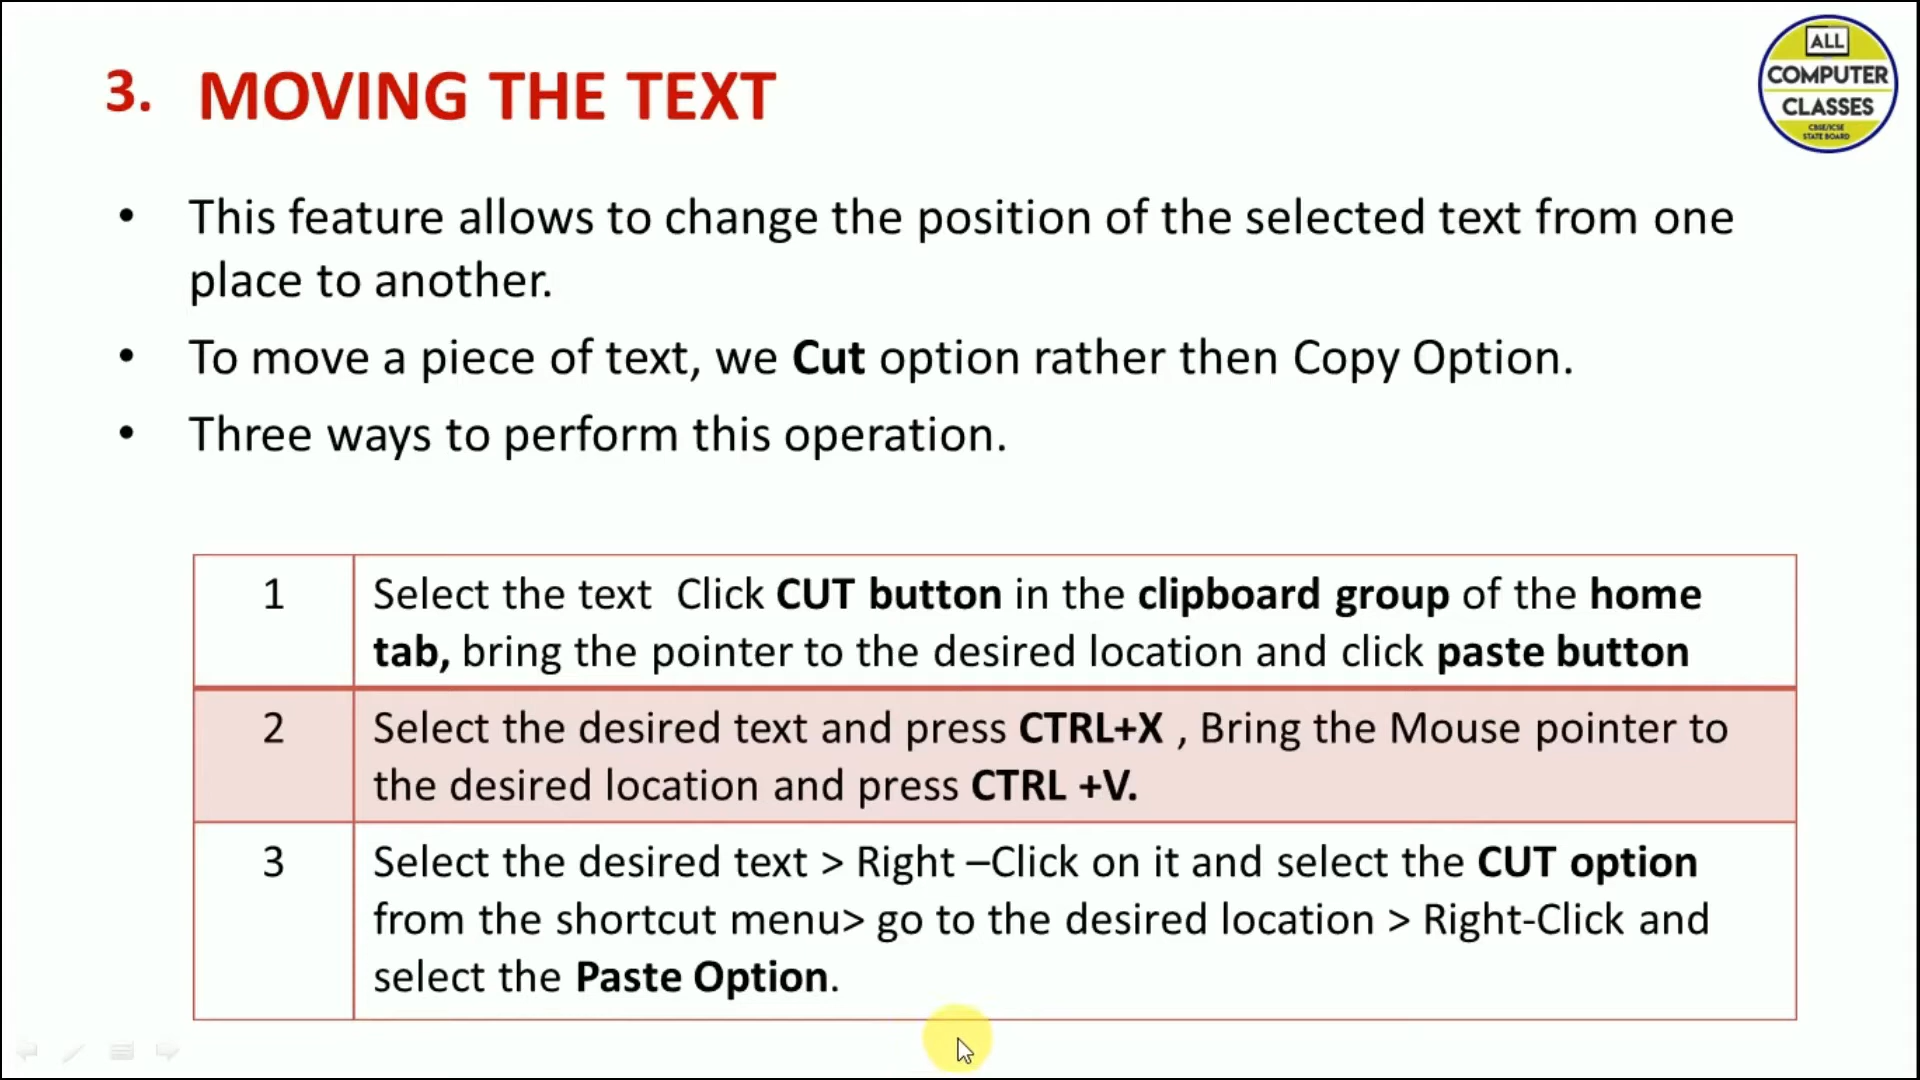 ALL
COMPUTER
CLASSES
CBSE/ICSE
STATE BOARD
3. MOVING THE TEXT
• This feature allows to change the position of the selected text from one
place to another.
• To move a piece of text, we Cut option rather then Copy Option.
• Three ways to perform this operation.
1 Select the text Click CUT button in the clipboard group of the home
tab, bring the pointer to the desired location and click paste button
2 Select the desired text and press CTRL+X , Bring the Mouse pointer to
the desired location and press CTRL +V.
3 Select the desired text > Right –Click on it and select the CUT option
from the shortcut menu> go to the desired location > Right-Click and
select the Paste Option.